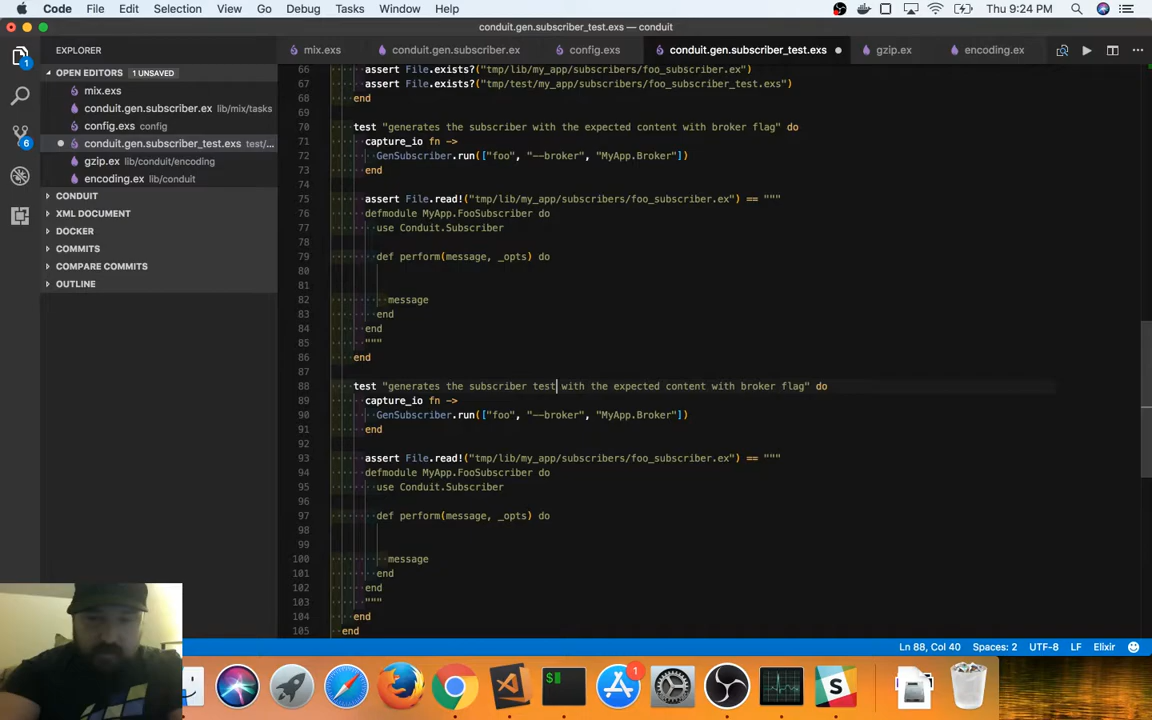 Code File Edit Selection View Go Debug Tasks Window Help Thu 9:24 PM
conduit.gen.subscriber_test.exs — conduit
EXPLORER
mix.exs conduit.gen.subscriber.ex config.exs conduit.gen.subscriber_test.exs gzip.ex encoding.ex
OPEN EDITORS 1 UNSAVED
mix.exs
conduit.gen.subscriber.ex lib/mix/tasks
config.exs config
conduit.gen.subscriber_test.exs test/...
gzip.ex lib/conduit/encoding
encoding.ex lib/conduit
CONDUIT
XML DOCUMENT
DOCKER
COMMITS
COMPARE COMMITS
OUTLINE
1
6
66 assert File.exists?("tmp/lib/my_app/subscribers/foo_subscriber.ex")
67 assert File.exists?("tmp/test/my_app/subscribers/foo_subscriber_test.exs")
68 end
69
70 test "generates the subscriber with the expected content with broker flag" do
71 capture_io fn ->
72 GenSubscriber.run(["foo", "--broker", "MyApp.Broker"])
73 end
74
75 assert File.read!("tmp/lib/my_app/subscribers/foo_subscriber.ex") == """
76 defmodule MyApp.FooSubscriber do
77 use Conduit.Subscriber
78
79 def perform(message, _opts) do
80
81
82 message
83 end
84 end
85 """
86 end
87
88 test "generates the subscriber test with the expected content with broker flag" do
89 capture_io fn ->
90 GenSubscriber.run(["foo", "--broker", "MyApp.Broker"])
91 end
92
93 assert File.read!("tmp/lib/my_app/subscribers/foo_subscriber.ex") == """
94 defmodule MyApp.FooSubscriber do
95 use Conduit.Subscriber
96
97 def perform(message, _opts) do
98
99
100 message
101 end
102 end
103 """
104 end
105 end
Ln 88, Col 40 Spaces: 2 UTF-8 LF Elixir
$
1